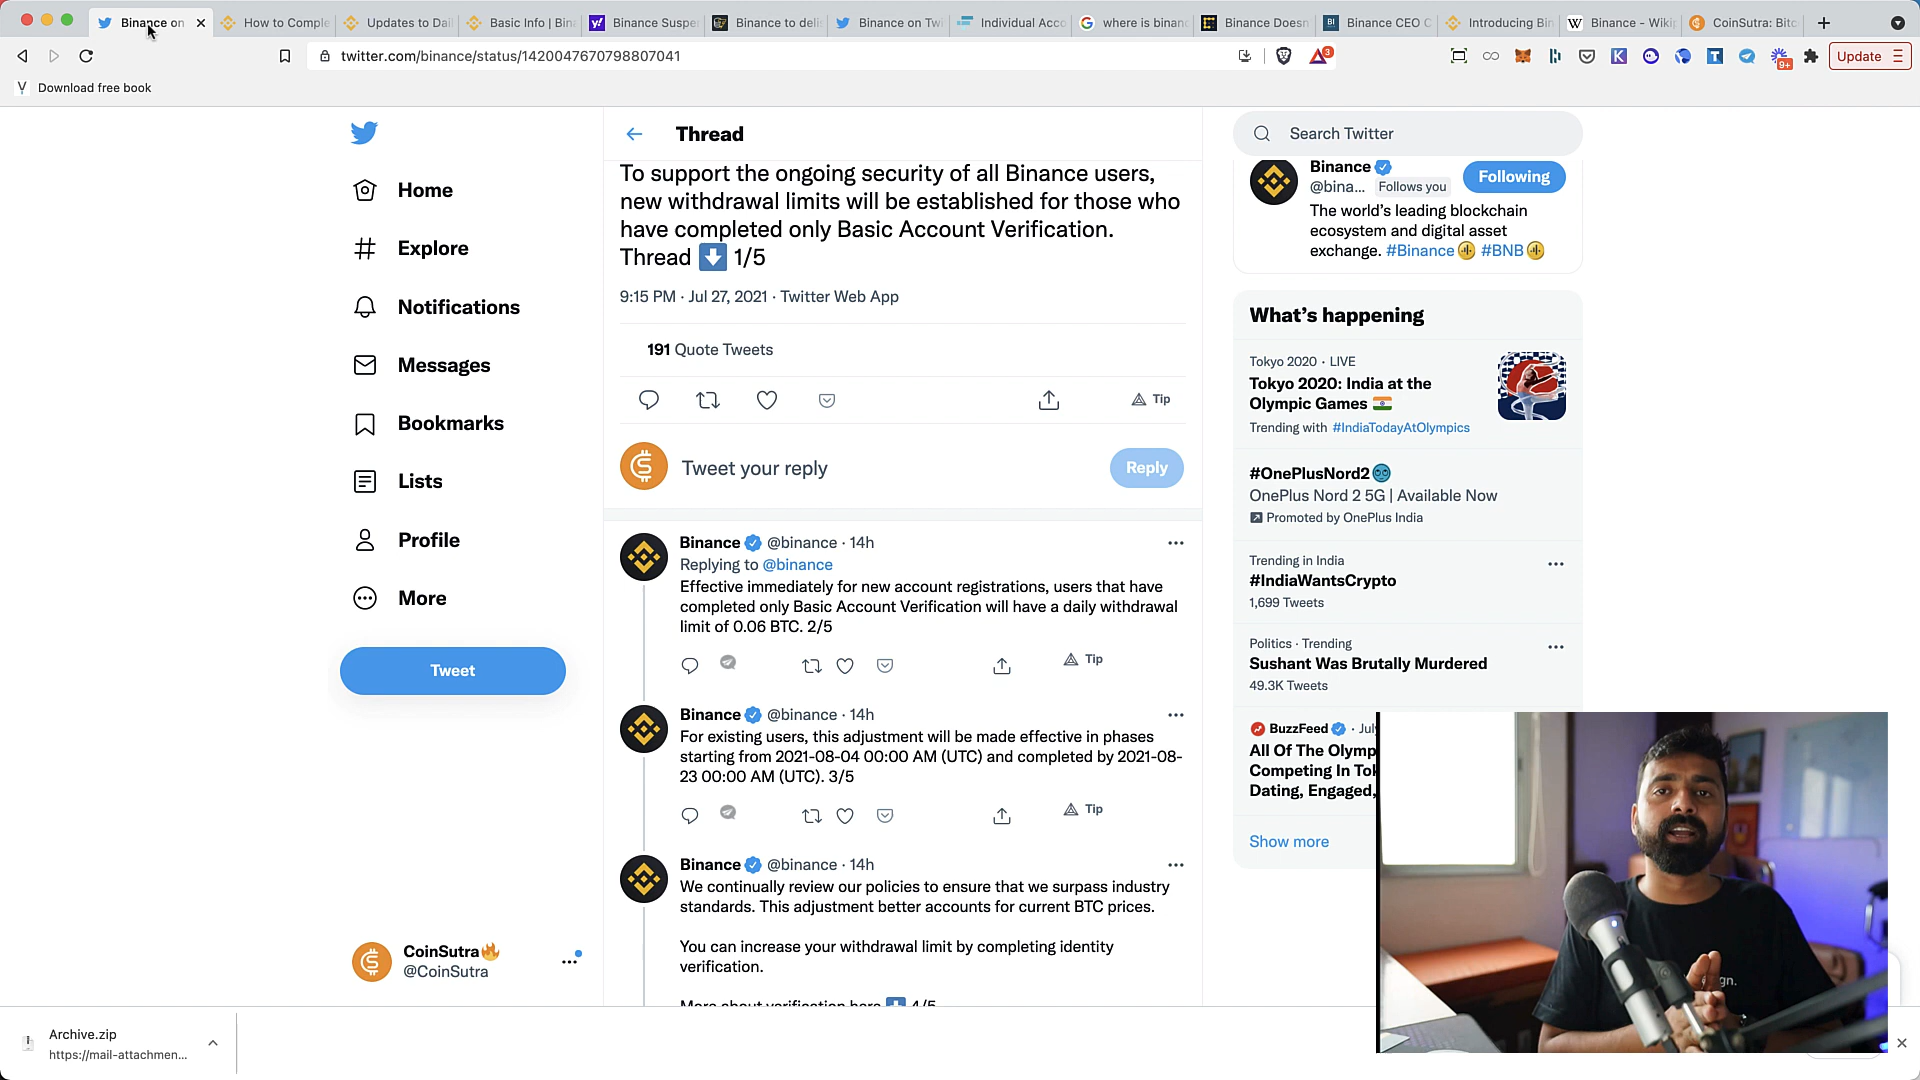 Binance on
How to Comple
Updates to Dai
Basic Info | Bin
Binance Suspe
Binance to delis
Binance on Twi
Individual Acco
where is binanc
Binance Doesn
Binance CEO C
Introducing Bin
Binance - Wikip
CoinSutra: Bitc
twitter.com/binance/status/1420047670798807041
3
9+
Update
Download free book
Home
Explore
Notifications
Messages
Bookmarks
Lists
Profile
More
Tweet
CoinSutra🔥
@CoinSutra
Thread
To support the ongoing security of all Binance users,
new withdrawal limits will be established for those who
have completed only Basic Account Verification.
Thread ⬇️ 1/5
9:15 PM · Jul 27, 2021 · Twitter Web App
191 Quote Tweets
Tip
Tweet your reply
Reply
Binance @binance · 14h
Replying to @binance
Effective immediately for new account registrations, users that have
completed only Basic Account Verification will have a daily withdrawal
limit of 0.06 BTC. 2/5
Tip
Binance @binance · 14h
For existing users, this adjustment will be made effective in phases
starting from 2021-08-04 00:00 AM (UTC) and completed by 2021-08-
23 00:00 AM (UTC). 3/5
Tip
Binance @binance · 14h
We continually review our policies to ensure that we surpass industry
standards. This adjustment better accounts for current BTC prices.
You can increase your withdrawal limit by completing identity
verification.
More about verification here ⬇️ 4/5
Search Twitter
Binance
@bina... Follows you
Following
The world's leading blockchain
ecosystem and digital asset
exchange. #Binance #BNB
What's happening
Tokyo 2020 · LIVE
Tokyo 2020: India at the
Olympic Games 🇮🇳
Trending with #IndiaTodayAtOlympics
#OnePlusNord2
OnePlus Nord 2 5G | Available Now
Promoted by OnePlus India
Trending in India
#IndiaWantsCrypto
1,699 Tweets
Politics · Trending
Sushant Was Brutally Murdered
49.3K Tweets
BuzzFeed · July
All Of The Olymp
Competing In Tok
Dating, Engaged,
Show more
Archive.zip
https://mail-attachmen...